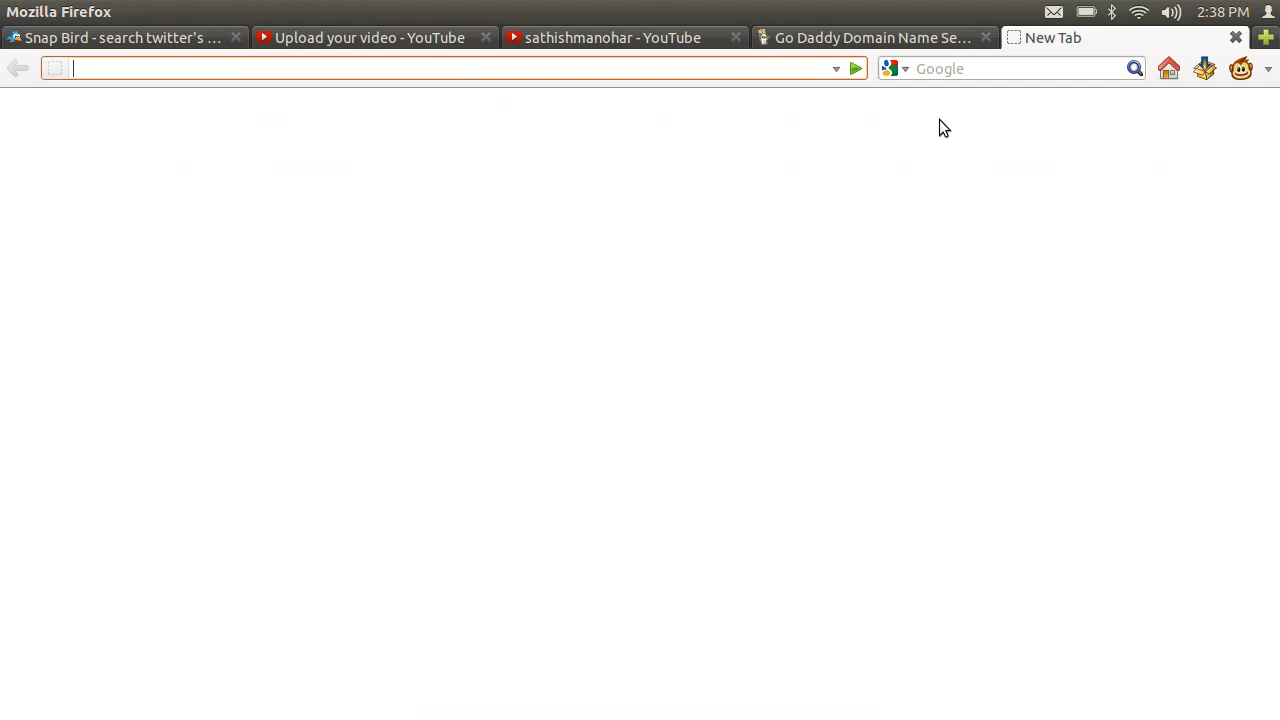 Mozilla Firefox
2:38 PM
Snap Bird - search twitter's ...
Upload your video - YouTube
sathishmanohar - YouTube
Go Daddy Domain Name Se...
New Tab
Google